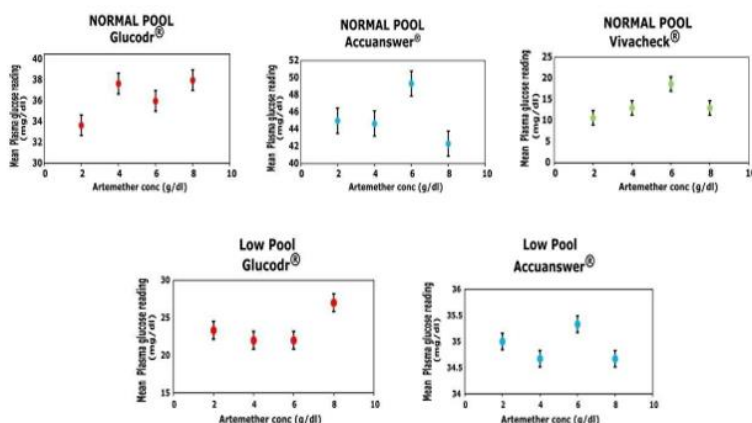 NORMAL POOL
Glucodr®
Mean Plasma glucose reading
(mg/dl)
40
38
36
34
32
30
0 2 4 6 8 10
Artemether conc (g/dl)
NORMAL POOL
Accuanswer®
Mean Plasma glucose reading
(mg/dl)
52
50
48
46
44
42
40
0 2 4 6 8 10
Artemether conc (g/dl)
NORMAL POOL
Vivacheck®
Mean Plasma glucose reading
(mg/dl)
25
20
15
10
5
0
0 2 4 6 8 10
Artemether conc (g/dl)
Low Pool
Glucodr®
Mean Plasma glucose reading
(mg/dl)
30
25
20
15
0 2 4 6 8 10
Artemether conc (g/dl)
Low Pool
Accuanswer®
Mean Plasma glucose reading
(mg/dl)
36
35.5
35
34.5
34
0 2 4 6 8 10
Artemether conc (g/dl)